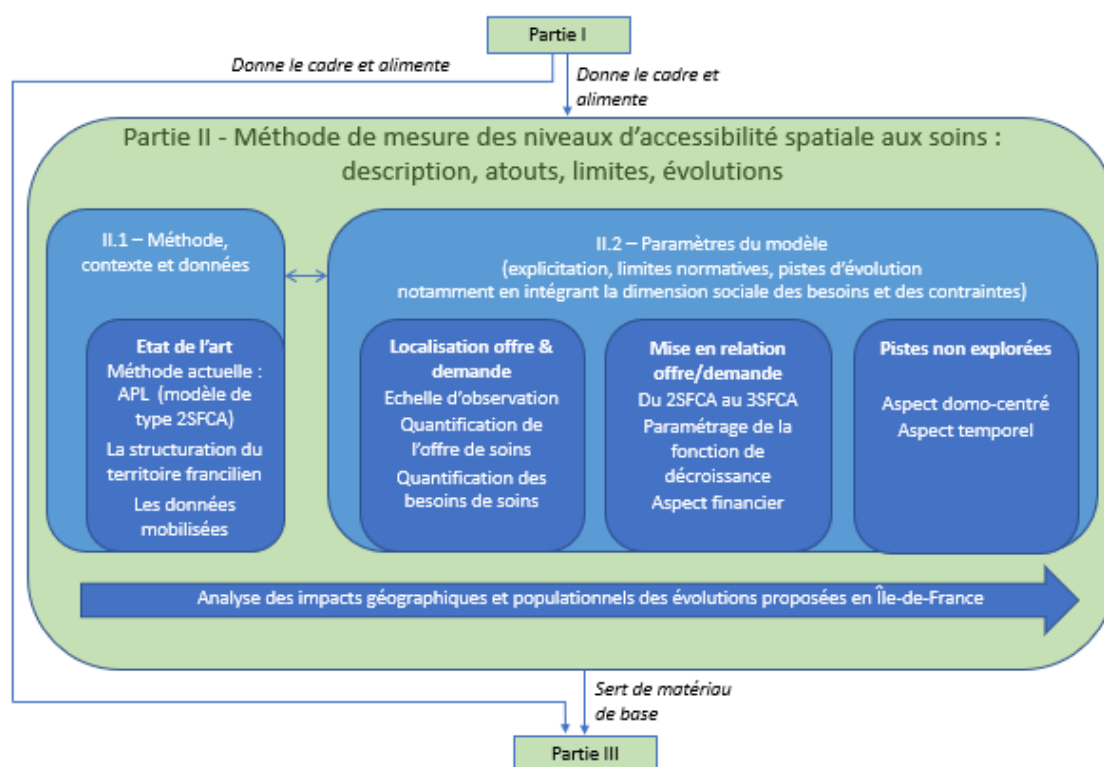 Partie I
Donne le cadre et alimente
Donne le cadre et
alimente
Partie II - Méthode de mesure des niveaux d'accessibilité spatiale aux soins :
description, atouts, limites, évolutions
II.1 – Méthode,
contexte et données
Etat de l'art
Méthode actuelle :
APL (modèle de
type 2SFCA)
La structuration du
territoire francilien
Les données
mobilisées
II.2 – Paramètres du modèle
(explicitation, limites normatives, pistes d'évolution
notamment en intégrant la dimension sociale des besoins et des contraintes)
Localisation offre &
demande
Echelle d'observation
Quantification de
l'offre de soins
Quantification des
besoins de soins
Mise en relation
offre/demande
Du 2SFCA au 3SFCA
Paramétrage de la
fonction de
décroissance
Aspect financier
Pistes non explorées
Aspect domo-centré
Aspect temporel
Analyse des impacts géographiques et populationnels des évolutions proposées en Île-de-France
Sert de matériau
de base
Partie III